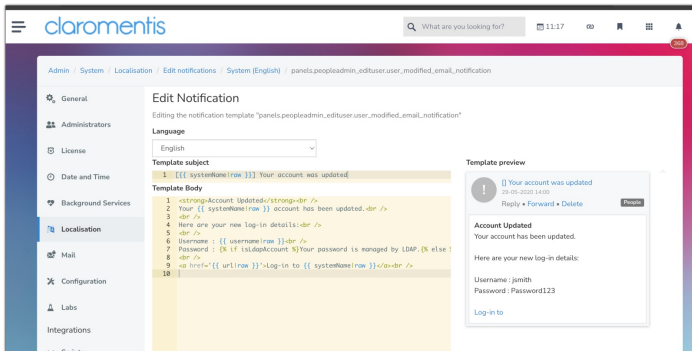 claromentis
What are you looking for?
11:17
368
Admin / System / Localisation / Edit notifications / System (English) / panels.peopleadmin_edituser.user_modified_email_notification
General
Administrators
License
Date and Time
Background Services
Localisation
Mail
Configuration
Labs
Integrations
Edit Notification
Editing the notification template "panels.peopleadmin_edituser.user_modified_email_notification"
Language
English
Template subject
1 [{{ systemName|raw }}] Your account was updated
Template Body
1 <strong>Account Updated</strong><br />
2 Your {{ systemName|raw }} account has been updated.<br />
3 <br />
4 Here are your new log-in details:<br />
5 <br />
6 Username : {{ username|raw }}<br />
7 Password : {% if isLdapAccount %}Your password is managed by LDAP.{% else
8 <br />
9 <a href="{{ url|raw }}">Log-in to {{ systemName|raw }}</a><br />
10
Template preview
[] Your account was updated
29-05-2020 14:00
Reply • Forward • Delete
People
Account Updated
Your account has been updated.
Here are your new log-in details:
Username : jsmith
Password : Password123
Log-in to